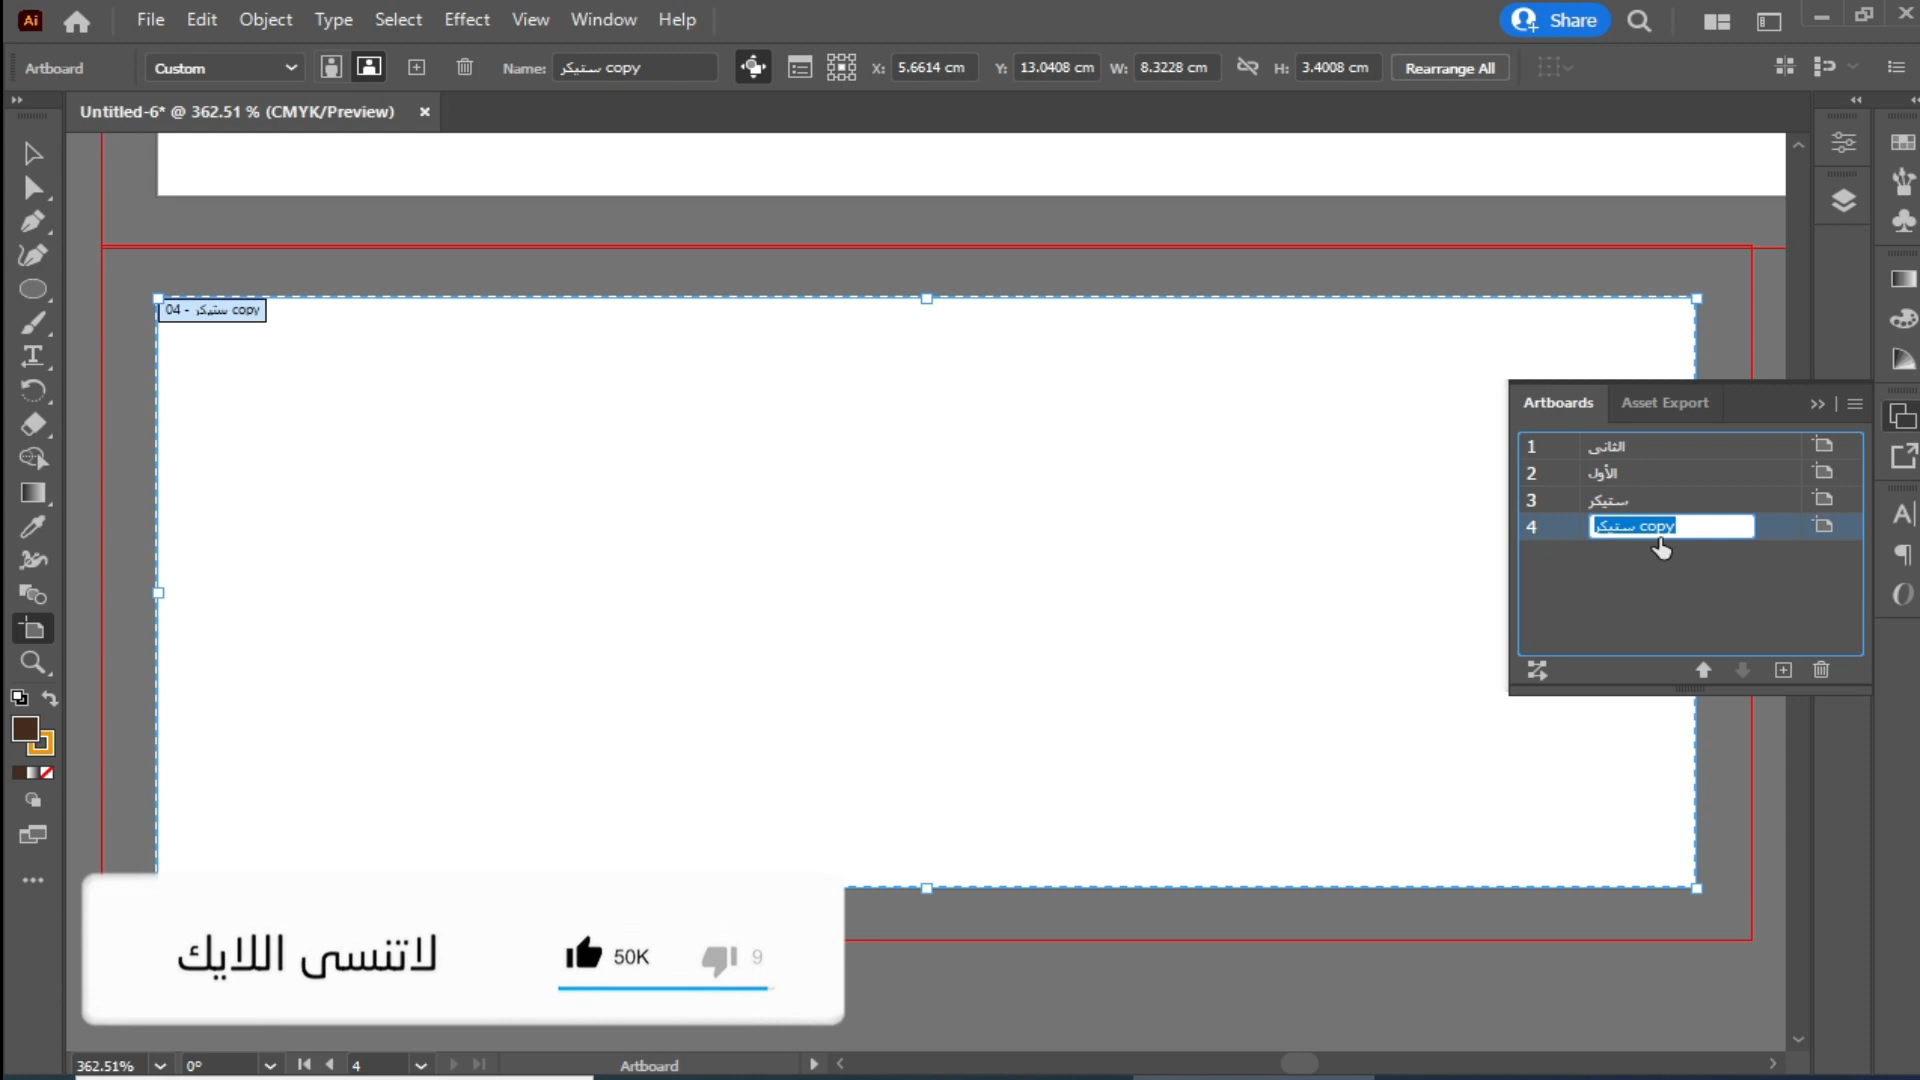 Ai File Edit Object Type Select Effect View Window Help Share
Artboard Custom Name: ستيكر copy X: 5.6614 cm Y: 13.0408 cm W: 8.3228 cm H: 3.4008 cm Rearrange All
Untitled-6* @ 362.51 % (CMYK/Preview)
04 - ستيكر copy
Artboards Asset Export
1 الثانى
2 الأول
3 ستيكر
4 ستيكر copy
لاتنسى اللايك 50K 9
362.51% 0° 4 Artboard